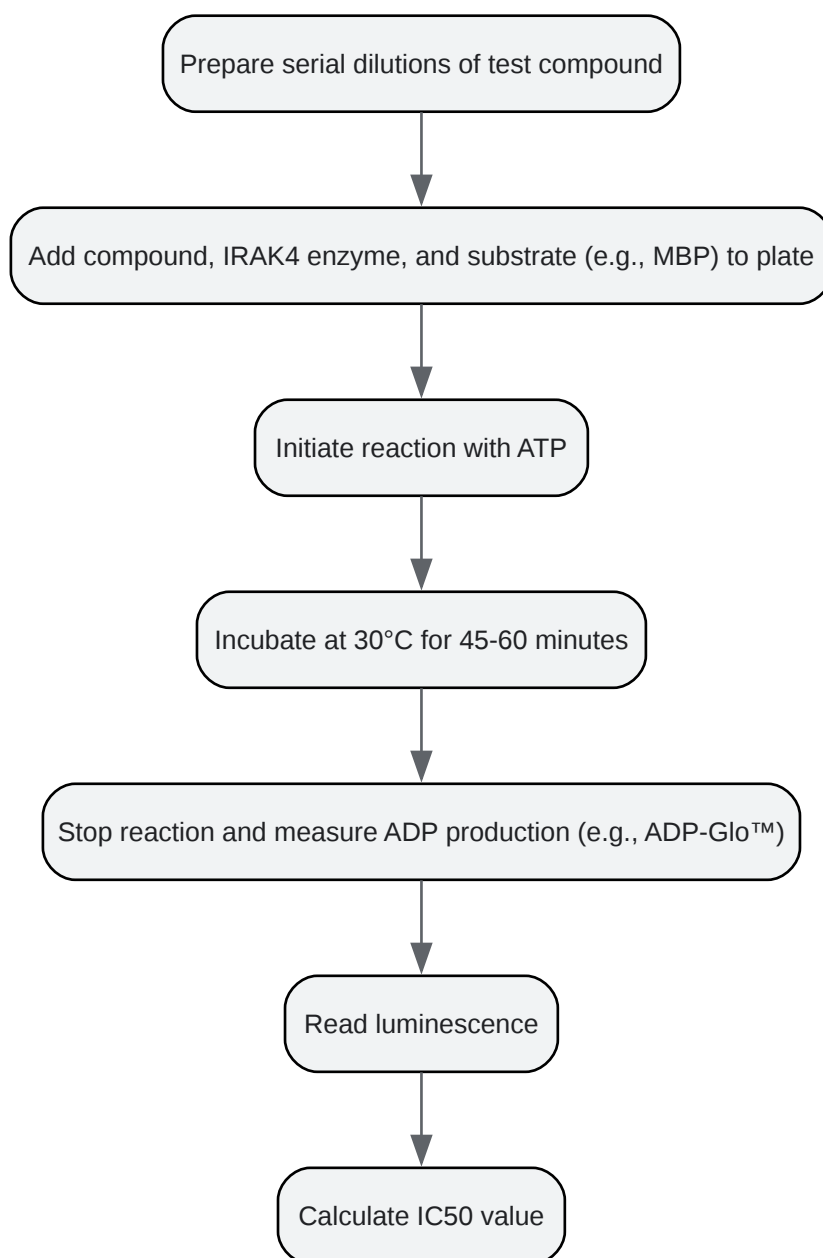 Prepare serial dilutions of test compound
Add compound, IRAK4 enzyme, and substrate (e.g., MBP) to plate
Initiate reaction with ATP
Incubate at 30°C for 45-60 minutes
Stop reaction and measure ADP production (e.g., ADP-Glo™)
Read luminescence
Calculate IC50 value